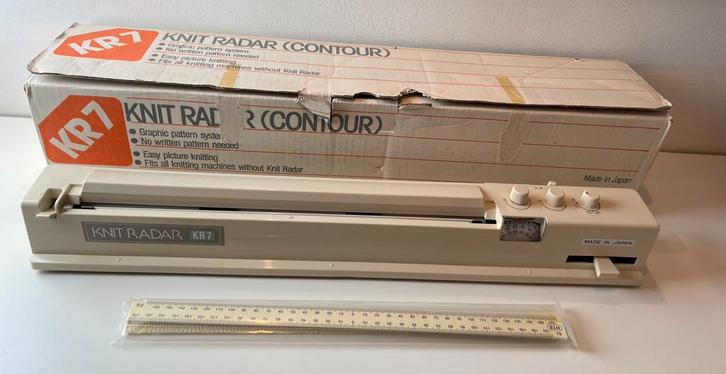 KR7
KNIT RADAR (CONTOUR)
• Graphic pattern system
• No written pattern needed
• Easy picture knitting
• Fits all knitting machines without Knit Radar
KR7
KNIT RAD R (CONTOUR)
• Graphic pattern syste
• No written pattern needed
• Easy picture knitting
• Fits all knitting machines without Knit Radar
Made in Japan
KNIT RADAR KR7
MADE IN JAPAN